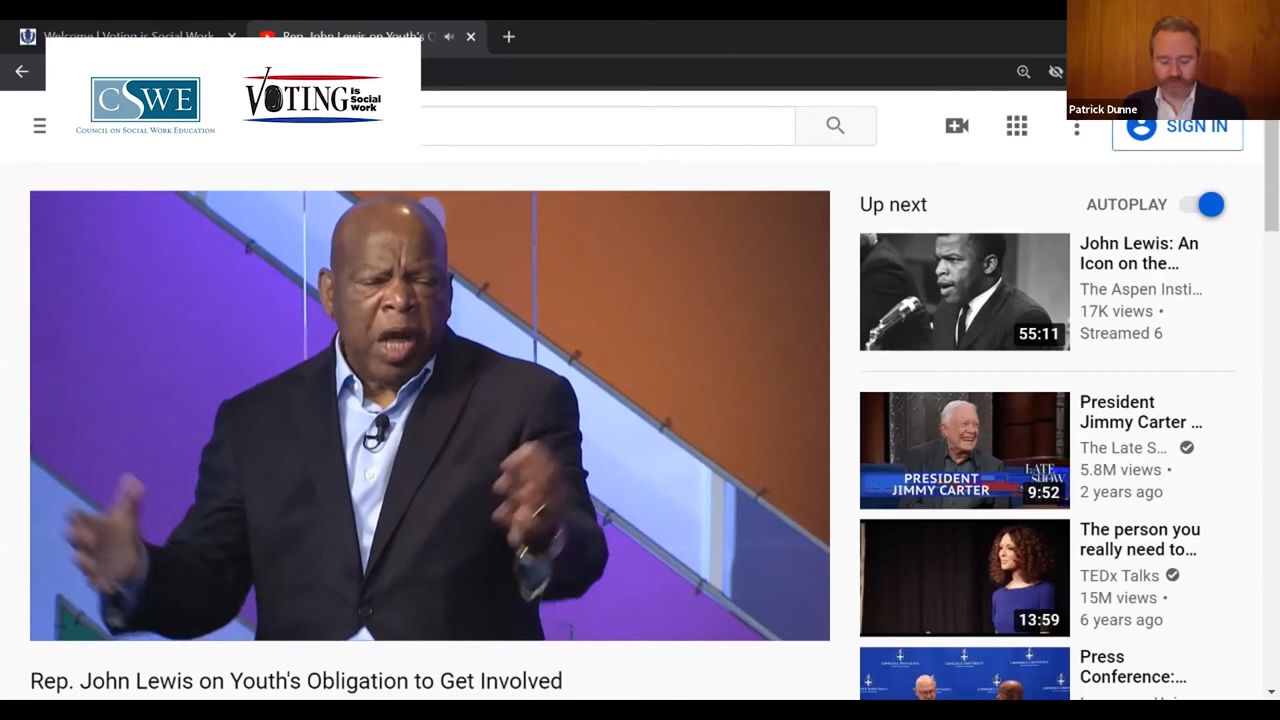 Welcome | Voting is Social Work
Rep. John Lewis on Youth's C
CSWE
COUNCIL ON SOCIAL WORK EDUCATION
VOTING is Social Work
Patrick Dunne
SIGN IN
Up next
AUTOPLAY
John Lewis: An
Icon on the...
The Aspen Insti...
17K views •
Streamed 6
55:11
President
Jimmy Carter ...
The Late S...
5.8M views •
2 years ago
PRESIDENT
JIMMY CARTER
LATE
SHOW
9:52
The person you
really need to...
TEDx Talks
15M views •
6 years ago
13:59
Press
Conference:...
Rep. John Lewis on Youth's Obligation to Get Involved